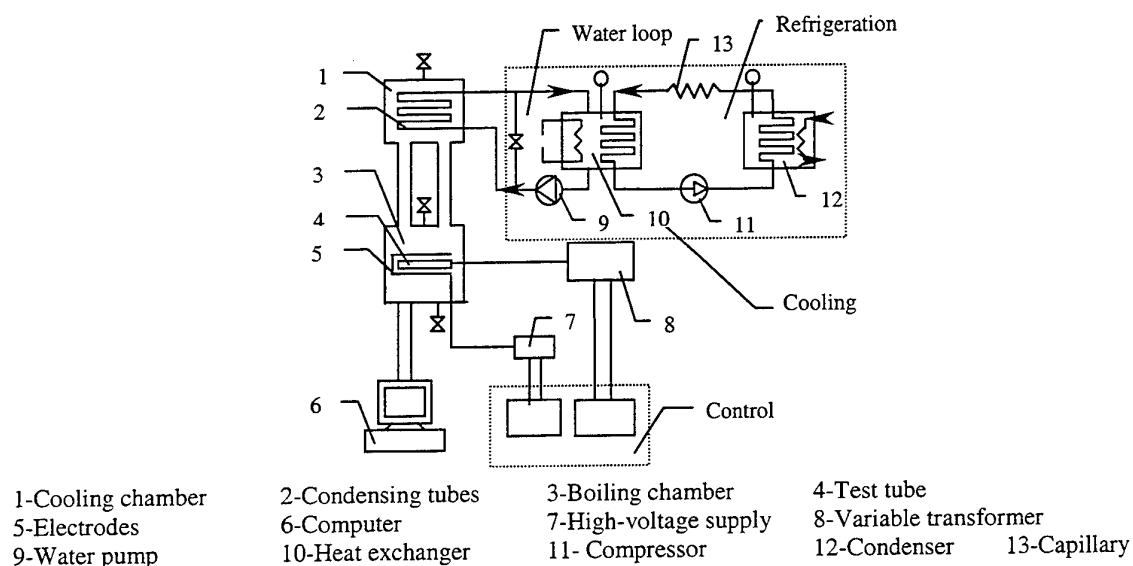 Water loop
Refrigeration
13
1
2
3
4
5
9
10
11
12
Cooling
7
8
6
Control
1-Cooling chamber 2-Condensing tubes 3-Boiling chamber 4-Test tube
5-Electrodes 6-Computer 7-High-voltage supply 8-Variable transformer
9-Water pump 10-Heat exchanger 11- Compressor 12-Condenser 13-Capillary